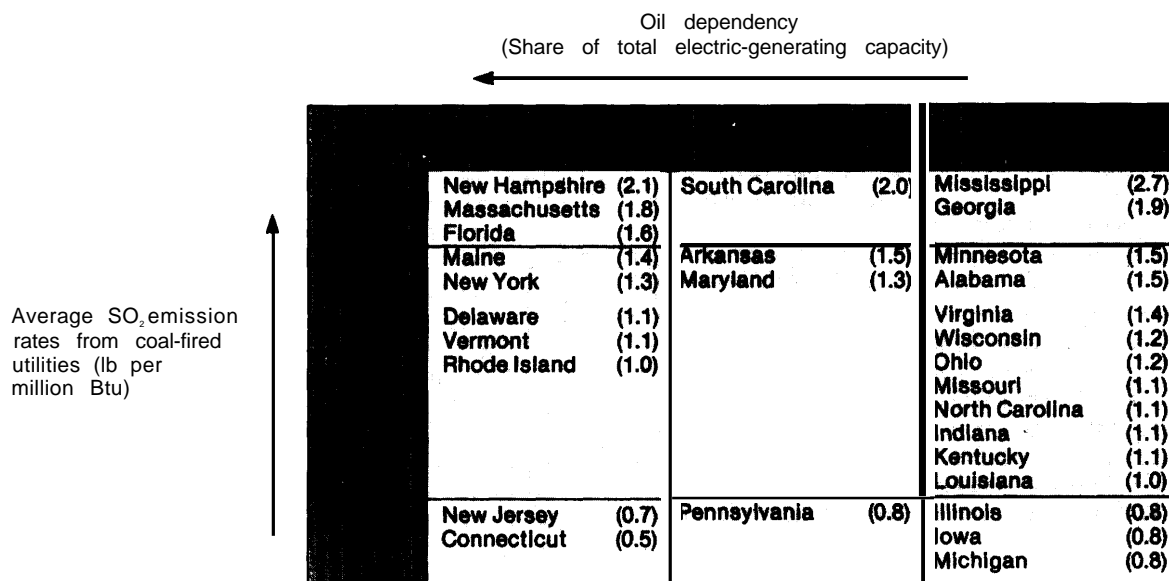 Oil dependency
(Share of total electric-generating capacity)
New Hampshire (2.1) South Carolina (2.0) Mississippi (2.7)
Massachusetts (1.8) Georgia (1.9)
Florida (1.6)
Maine (1.4) Arkansas (1.5) Minnesota (1.5)
New York (1.3) Maryland (1.3) Alabama (1.5)
Delaware (1.1) Virginia (1.4)
Vermont (1.1) Wisconsin (1.2)
Rhode Island (1.0) Ohio (1.2)
Missouri (1.1)
North Carolina (1.1)
Indiana (1.1)
Kentucky (1.1)
Louisiana (1.0)
New Jersey (0.7) Pennsylvania (0.8) Illinois (0.8)
Connecticut (0.5) Iowa (0.8)
Michigan (0.8)
Average SO₂ emission
rates from coal-fired
utilities (lb per
million Btu)